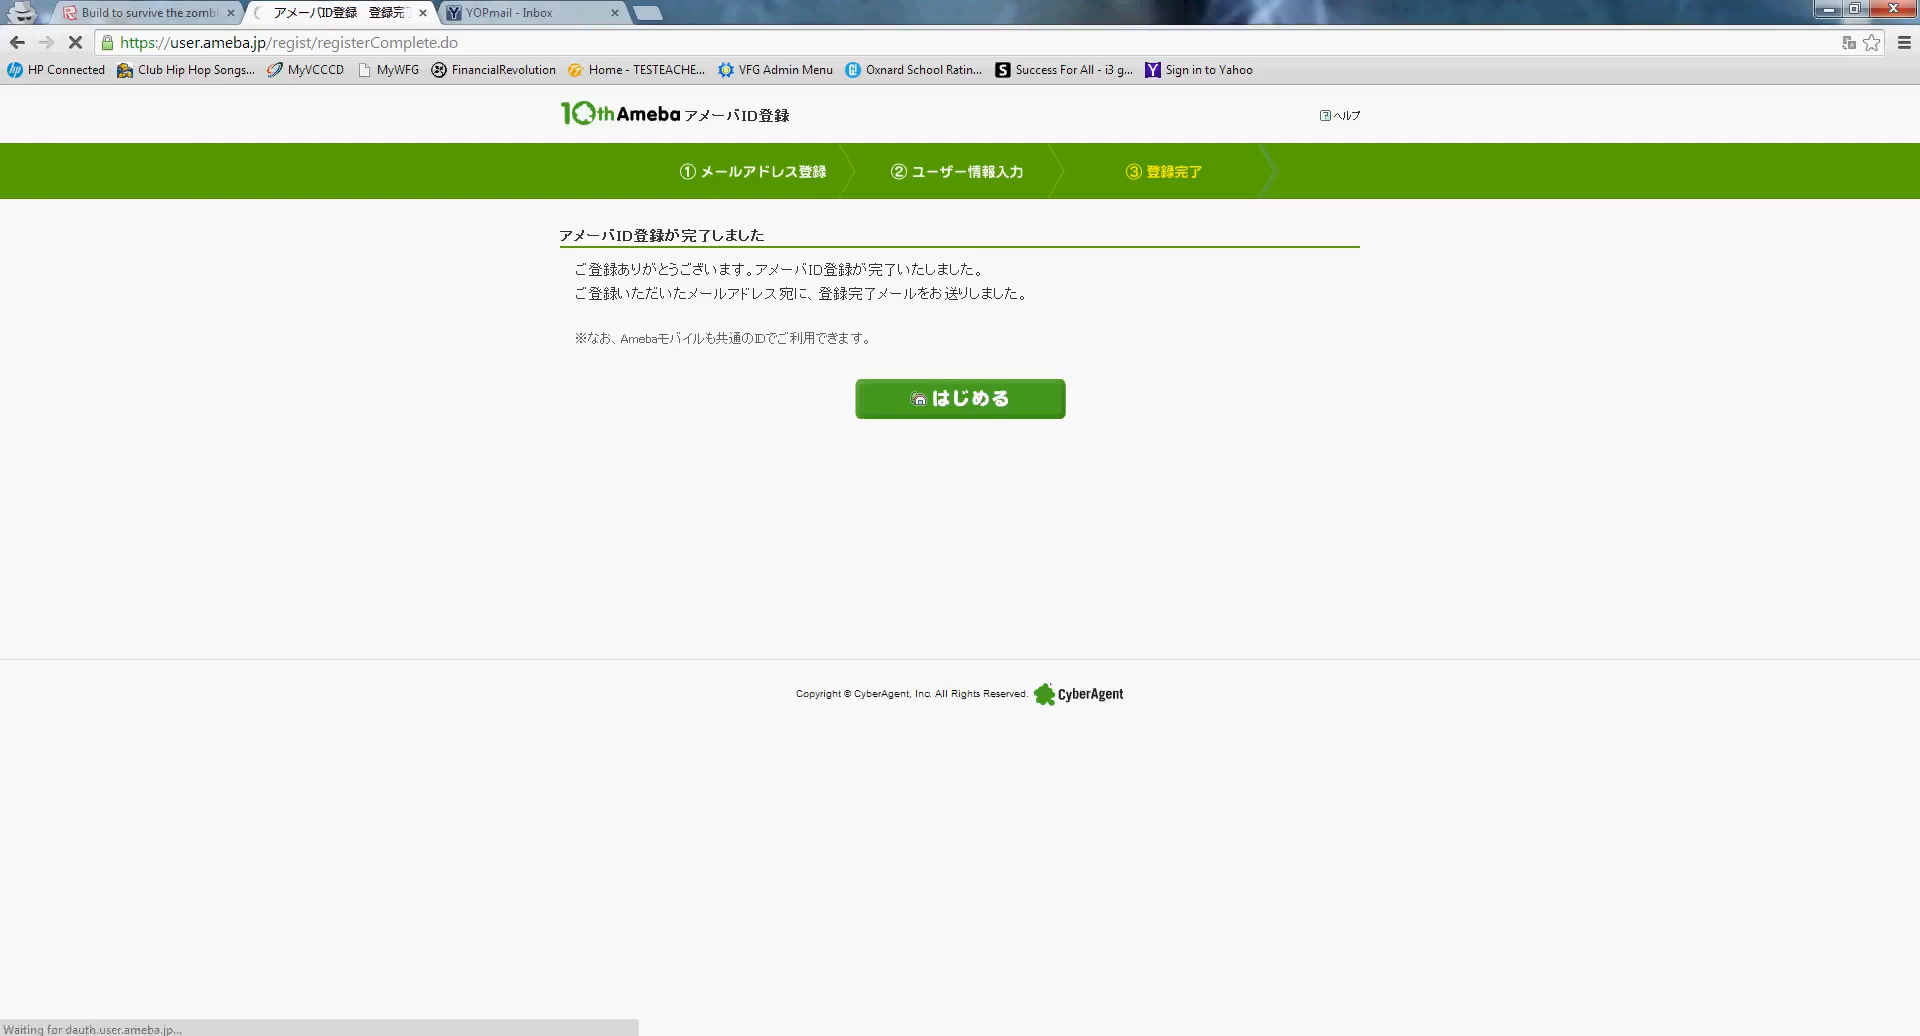 Build to survive the zombi
アメーバID登録 登録完了
YOPmail - Inbox
https://user.ameba.jp/regist/registerComplete.do
HP Connected
Club Hip Hop Songs...
MyVCCCD
MyWFG
FinancialRevolution
Home - TESTEACHE...
VFG Admin Menu
Oxnard School Ratin...
Success For All - i3 g...
Sign in to Yahoo
10th Ameba アメーバID登録
ヘルプ
① メールアドレス登録
② ユーザー情報入力
③ 登録完了
アメーバID登録が完了しました
ご登録ありがとうございます。アメーバID登録が完了いたしました。
ご登録いただいたメールアドレス宛に、登録完了メールをお送りしました。
※なお、Amebaモバイルも共通のIDでご利用できます。
はじめる
Copyright © CyberAgent, Inc. All Rights Reserved. CyberAgent
Waiting for dauth.user.ameba.jp...